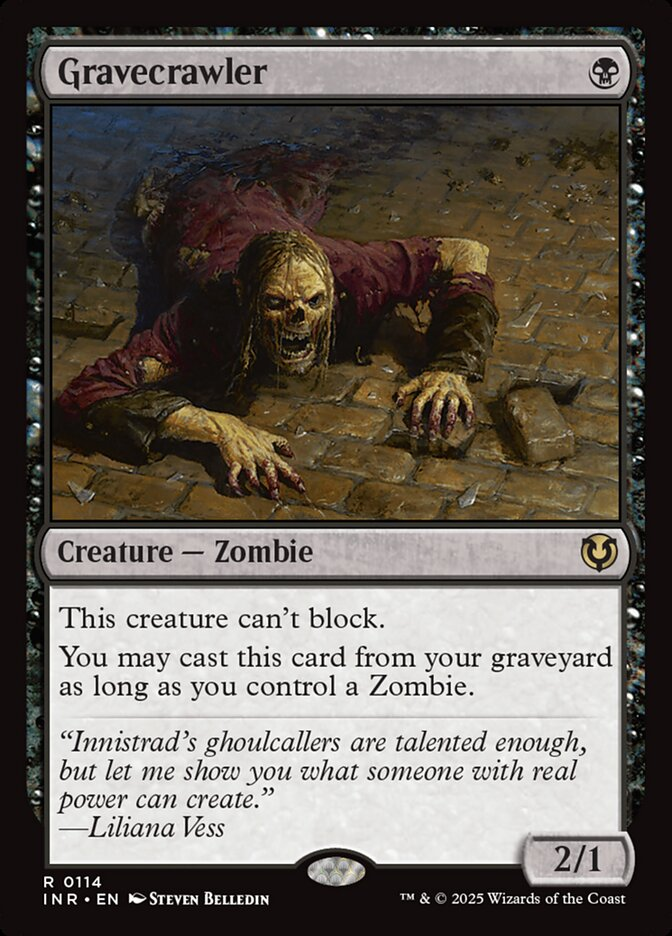 Gravecrawler
Creature — Zombie
This creature can't block.
You may cast this card from your graveyard
as long as you control a Zombie.
“Innistrad's ghoulcallers are talented enough,
but let me show you what someone with real
power can create.”
—Liliana Vess
2/1
R 0114
INR • EN Steven Belledin
™ & © 2025 Wizards of the Coast